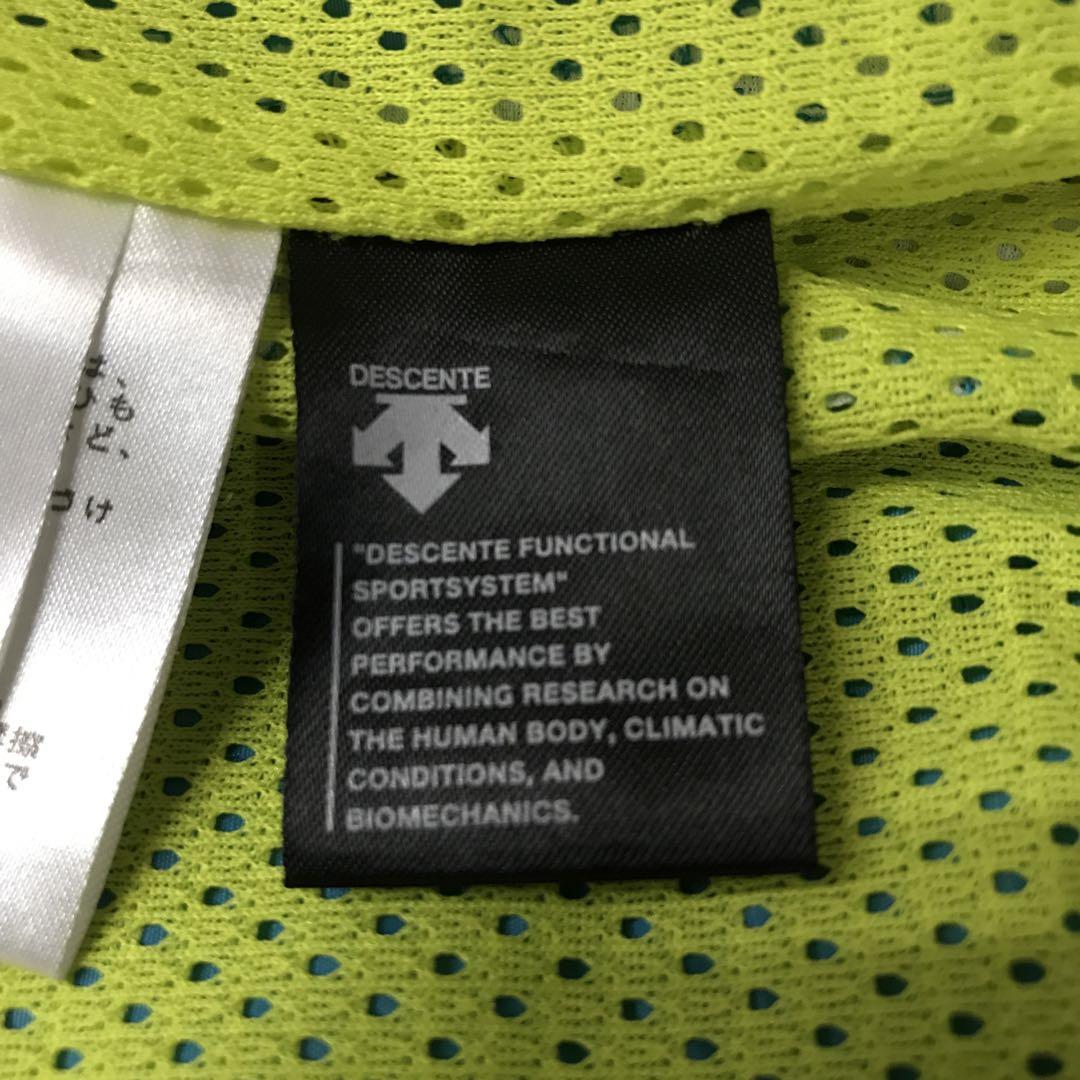 DESCENTE
"DESCENTE FUNCTIONAL
SPORTSYSTEM"
OFFERS THE BEST
PERFORMANCE BY
COMBINING RESEARCH ON
THE HUMAN BODY, CLIMATIC
CONDITIONS, AND
BIOMECHANICS.